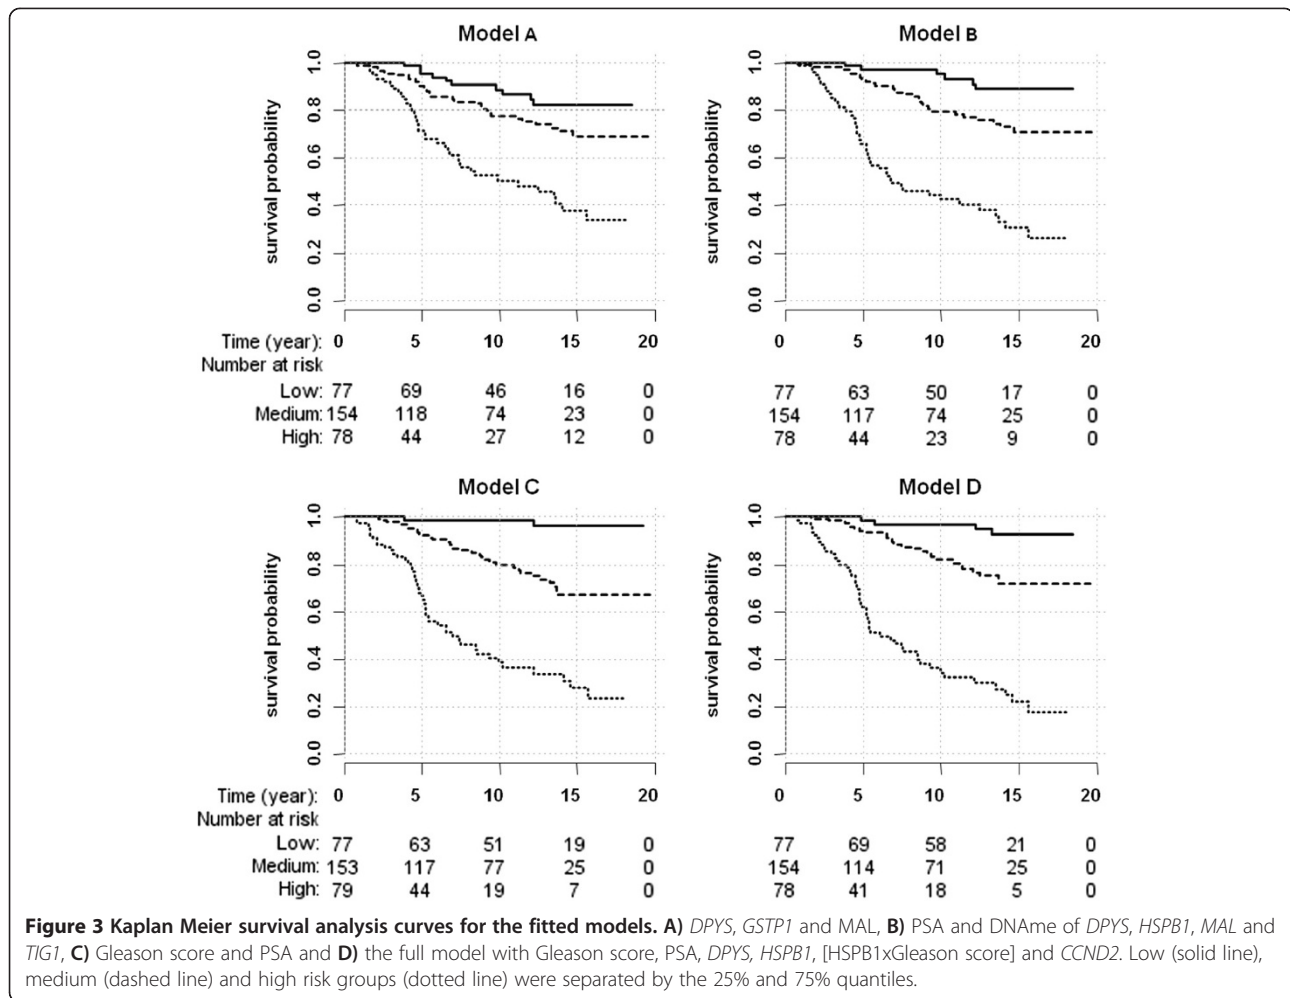 Model A
Model B
survival probability
0.0 0.2 0.4 0.6 0.8 1.0
survival probability
0.0 0.2 0.4 0.6 0.8 1.0
Time (year): 0 5 10 15 20
0 5 10 15 20
Number at risk
Low: 77 69 46 16 0
77 63 50 17 0
Medium: 154 118 74 23 0
154 117 74 25 0
High: 78 44 27 12 0
78 44 23 9 0
Model C
Model D
survival probability
0.0 0.2 0.4 0.6 0.8 1.0
survival probability
0.0 0.2 0.4 0.6 0.8 1.0
Time (year): 0 5 10 15 20
0 5 10 15 20
Number at risk
Low: 77 63 51 19 0
77 69 58 21 0
Medium: 153 117 77 25 0
154 114 71 25 0
High: 79 44 19 7 0
78 41 18 5 0
Figure 3 Kaplan Meier survival analysis curves for the fitted models. A) DPYS, GSTP1 and MAL, B) PSA and DNAme of DPYS, HSPB1, MAL and
TIG1, C) Gleason score and PSA and D) the full model with Gleason score, PSA, DPYS, HSPB1, [HSPB1xGleason score] and CCND2. Low (solid line),
medium (dashed line) and high risk groups (dotted line) were separated by the 25% and 75% quantiles.